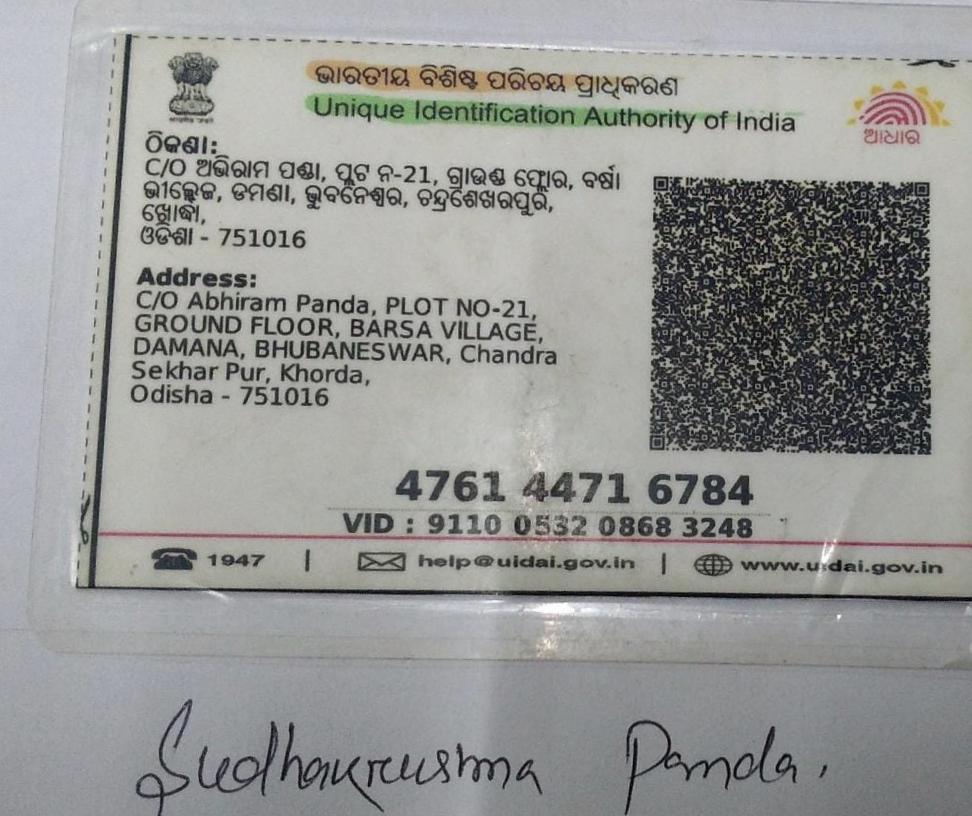 ଭାରତୀୟ ବିଶିଷ୍ଟ ପରିଚୟ ପ୍ରାଧିକରଣ
Unique Identification Authority of India
ଆଧାର
ଠିକଣା:
C/O ଅଭିରାମ ପଣ୍ଡା, ପ୍ଲଟ ନ-21, ଗ୍ରାଉଣ୍ଡ ଫ୍ଲୋର, ବର୍ଷା
ଭୀଲ୍ଲେଜ, ଡମଣା, ଭୁବନେଶ୍ୱର, ଚନ୍ଦ୍ରଶେଖରପୁର,
ଖୋର୍ଦ୍ଧା,
ଓଡିଶା - 751016
Address:
C/O Abhiram Panda, PLOT NO-21,
GROUND FLOOR, BARSA VILLAGE,
DAMANA, BHUBANESWAR, Chandra
Sekhar Pur, Khorda,
Odisha - 751016
4761 4471 6784
VID : 9110 0532 0868 3248
1947 | help@uidai.gov.in | www.uidai.gov.in
Sudhakrushna Panda.